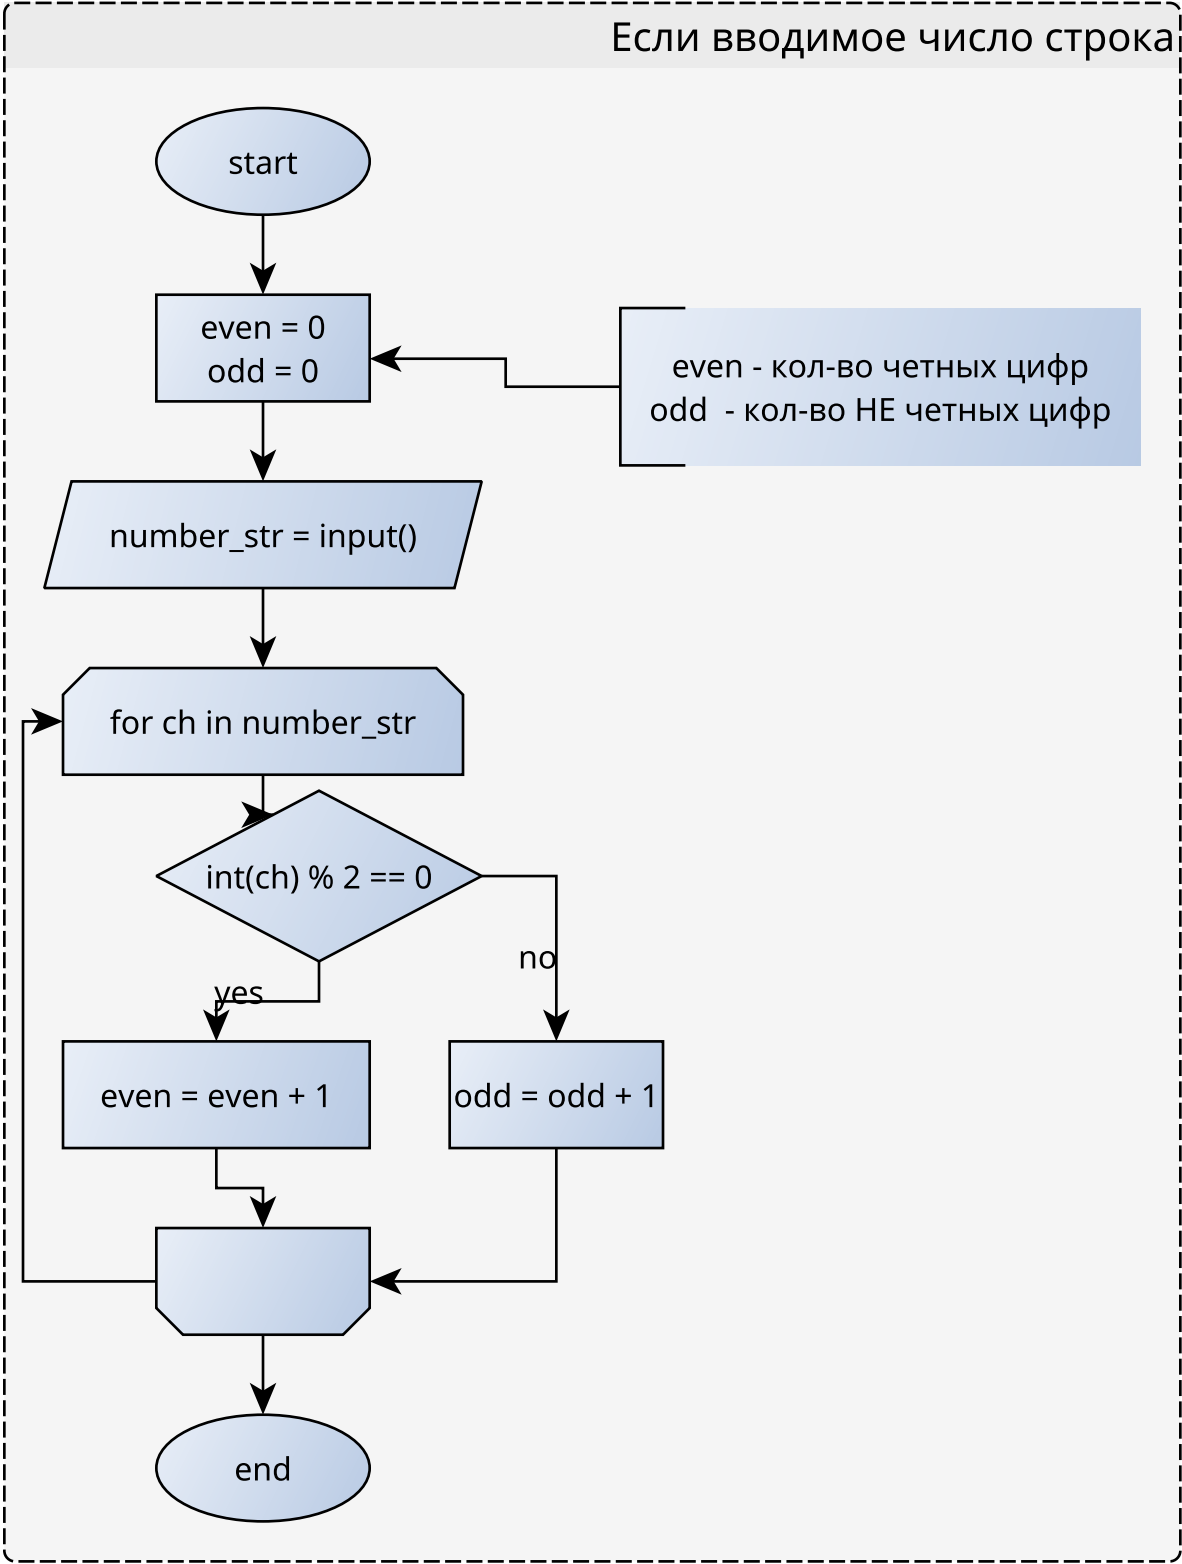 Если вводимое число строка
start
even = 0
odd = 0
even - кол-во четных цифр
odd  - кол-во НЕ четных цифр
number_str = input()
for ch in number_str
int(ch) % 2 == 0
no
yes
even = even + 1
odd = odd + 1
end